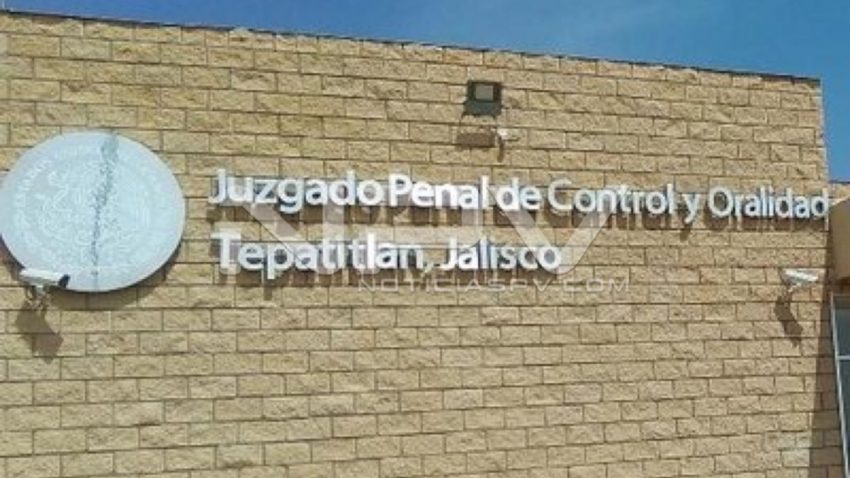 Juzgado Penal de Control y Oralidad
Tepatitlan, Jalisco
NOTICIASPV.COM